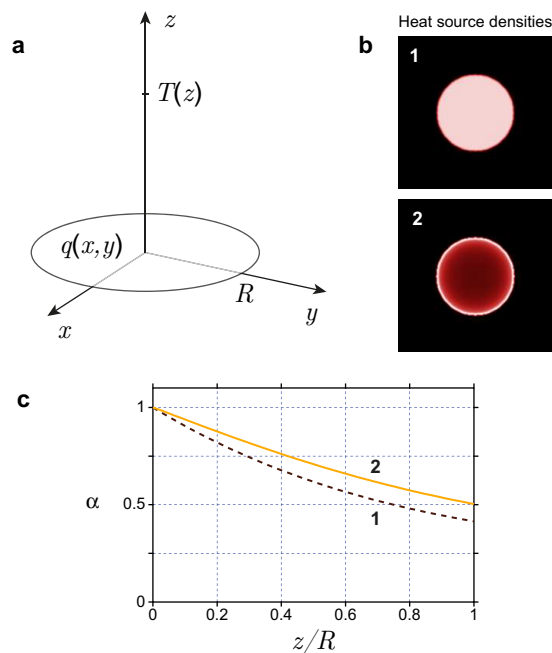 Heat source densities
a
z
T(z)
q(x,y)
R
x
y
b
1
2
c
1
0.5
0
α
2
1
0
0.2
0.4
0.6
0.8
1
z/R